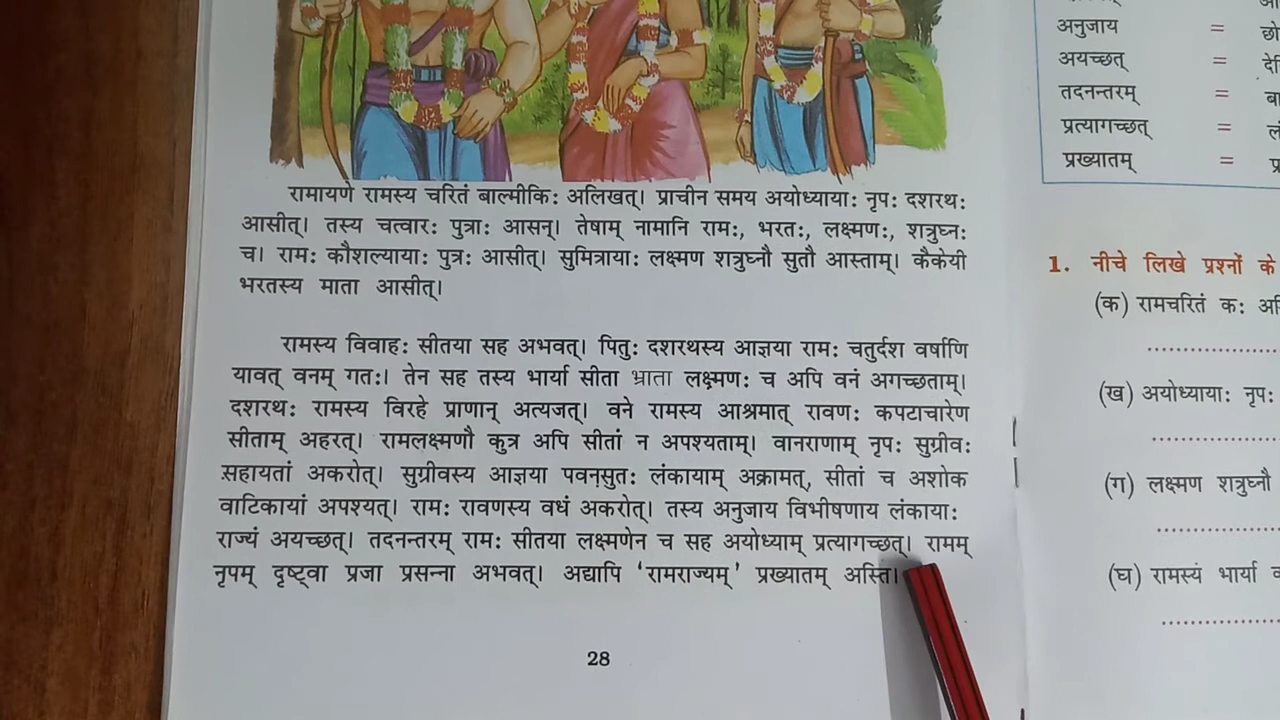 रामायणे रामस्य चरितं बाल्मीकिः अलिखत्। प्राचीन समय अयोध्यायाः नृपः दशरथः
आसीत्। तस्य चत्वारः पुत्राः आसन्। तेषाम् नामानि रामः, भरतः, लक्ष्मणः, शत्रुघ्नः
च। रामः कौशल्यायाः पुत्रः आसीत्। सुमित्रायाः लक्ष्मण शत्रुघ्नौ सुतौ आस्ताम्। कैकेयी
भरतस्य माता आसीत्।
रामस्य विवाहः सीतया सह अभवत्। पितुः दशरथस्य आज्ञया रामः चतुर्दश वर्षाणि
यावत् वनम् गतः। तेन सह तस्य भार्या सीता भ्राता लक्ष्मणः च अपि वनं अगच्छताम्।
दशरथः रामस्य विरहे प्राणान् अत्यजत्। वने रामस्य आश्रमात् रावणः कपटाचारेण
सीताम् अहरत्। रामलक्ष्मणौ कुत्र अपि सीतां न अपश्यताम्। वानराणाम् नृपः सुग्रीवः
सहायतां अकरोत्। सुग्रीवस्य आज्ञया पवनसुतः लंकायाम् अक्रामत्, सीतां च अशोक
वाटिकायां अपश्यत्। रामः रावणस्य वधं अकरोत्। तस्य अनुजाय विभीषणाय लंकायाः
राज्यं अयच्छत्। तदनन्तरम् रामः सीतया लक्ष्मणेन च सह अयोध्याम् प्रत्यागच्छत्। रामम्
नृपम् दृष्ट्वा प्रजा प्रसन्ना अभवत्। अद्यापि ‘रामराज्यम्’ प्रख्यातम् अस्ति।
28
अनुजाय =
अयच्छत् =
तदनन्तरम् =
प्रत्यागच्छत् =
प्रख्यातम् =
1. नीचे लिखे प्रश्नों के
(क) रामचरितं कः
(ख) अयोध्यायाः नृपः
(ग) लक्ष्मण शत्रुघ्नौ
(घ) रामस्यं भार्या